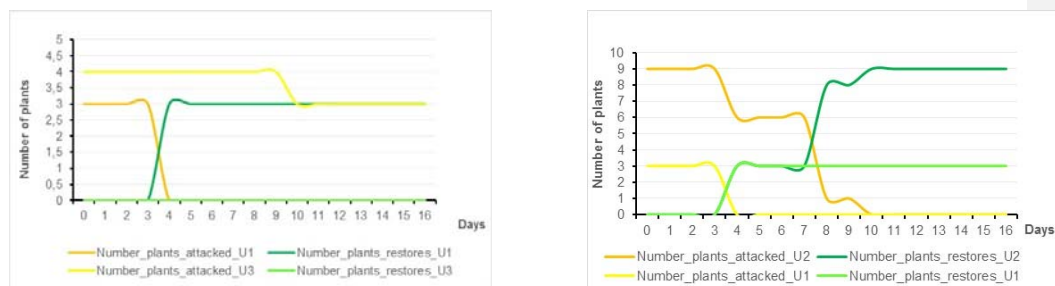 Number of plants
5
4,5
4
3,5
3
2,5
2
1,5
1
0,5
0
0 1 2 3 4 5 6 7 8 9 10 11 12 13 14 15 16
Days
Number_plants_attacked_U1 Number_plants_restores_U1
Number_plants_attacked_U3 Number_plants_restores_U3
Number of plants
10
9
8
7
6
5
4
3
2
1
0
0 1 2 3 4 5 6 7 8 9 10 11 12 13 14 15 16 Days
Number_plants_attacked_U2 Number_plants_restores_U2
Number_plants_attacked_U1 Number_plants_restores_U1